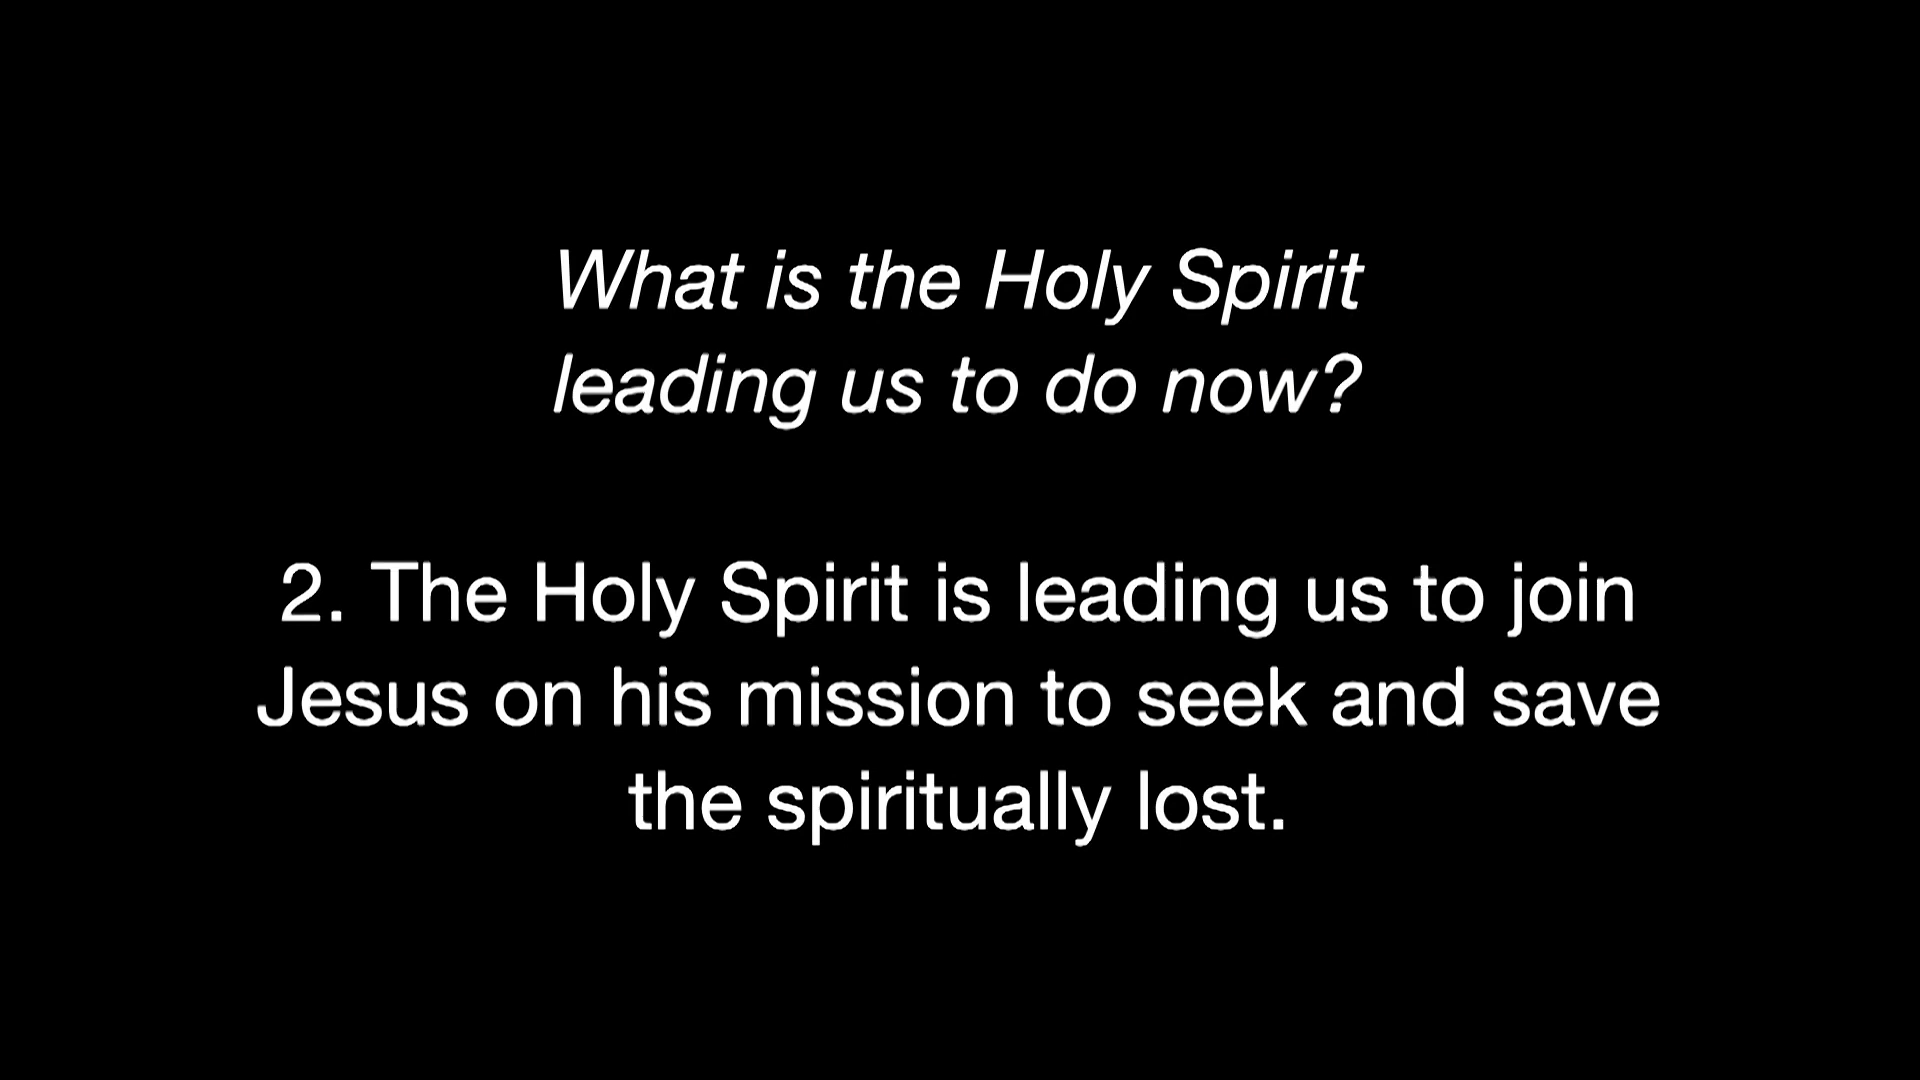 What is the Holy Spirit
leading us to do now?
2. The Holy Spirit is leading us to join
Jesus on his mission to seek and save
the spiritually lost.